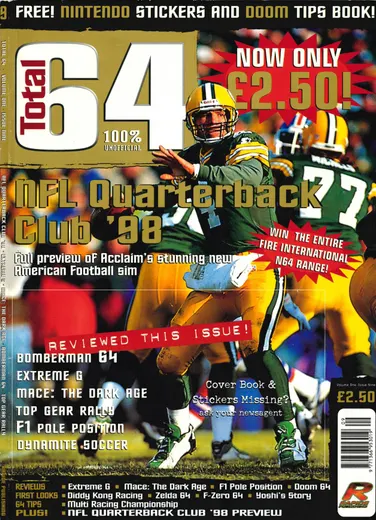 FREE! NINTENDO STICKERS AND DOOM TIPS BOOK!
Total
64
100%
UNOFFICIAL
NOW ONLY
£2.50!
NFL Quarterback
Club '98
77
Full preview of Acclaim's stunning new
American Football sim
WIN THE ENTIRE
FIRE INTERNATIONAL
N64 RANGE!
REVIEWED THIS ISSUE!
BOMBERMAN 64
EXTREME G
MACE: THE DARK AGE
TOP GEAR RALLY
F1 POLE POSITION
DYNAMITE SOCCER
Cover Book &
Stickers Missing?
ask your newsagent
£2.50
REVIEWS ▪ Extreme G ▪ Mace: The Dark Age ▪ F1 Pole Position ▪ Doom 64
FIRST LOOKS ▪ Diddy Kong Racing ▪ Zelda 64 ▪ F-Zero 64 ▪ Yoshi's Story
64 TIPS ▪ Multi Racing Championship
PLUS! ▪ NFL QUARTERBACK CLUB '98 PREVIEW